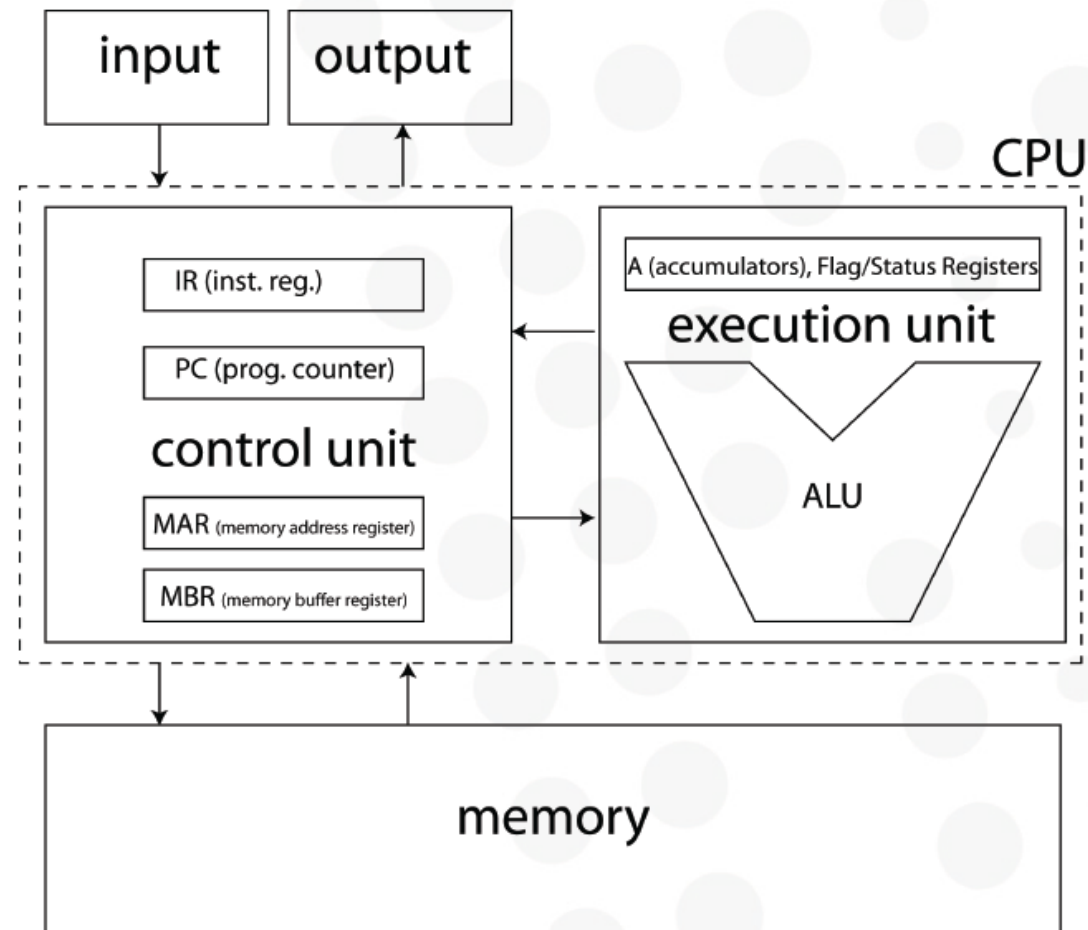 input
output
CPU
IR (inst. reg.)
PC (prog. counter)
control unit
MAR (memory address register)
MBR (memory buffer register)
A (accumulators), Flag/Status Registers
execution unit
ALU
memory